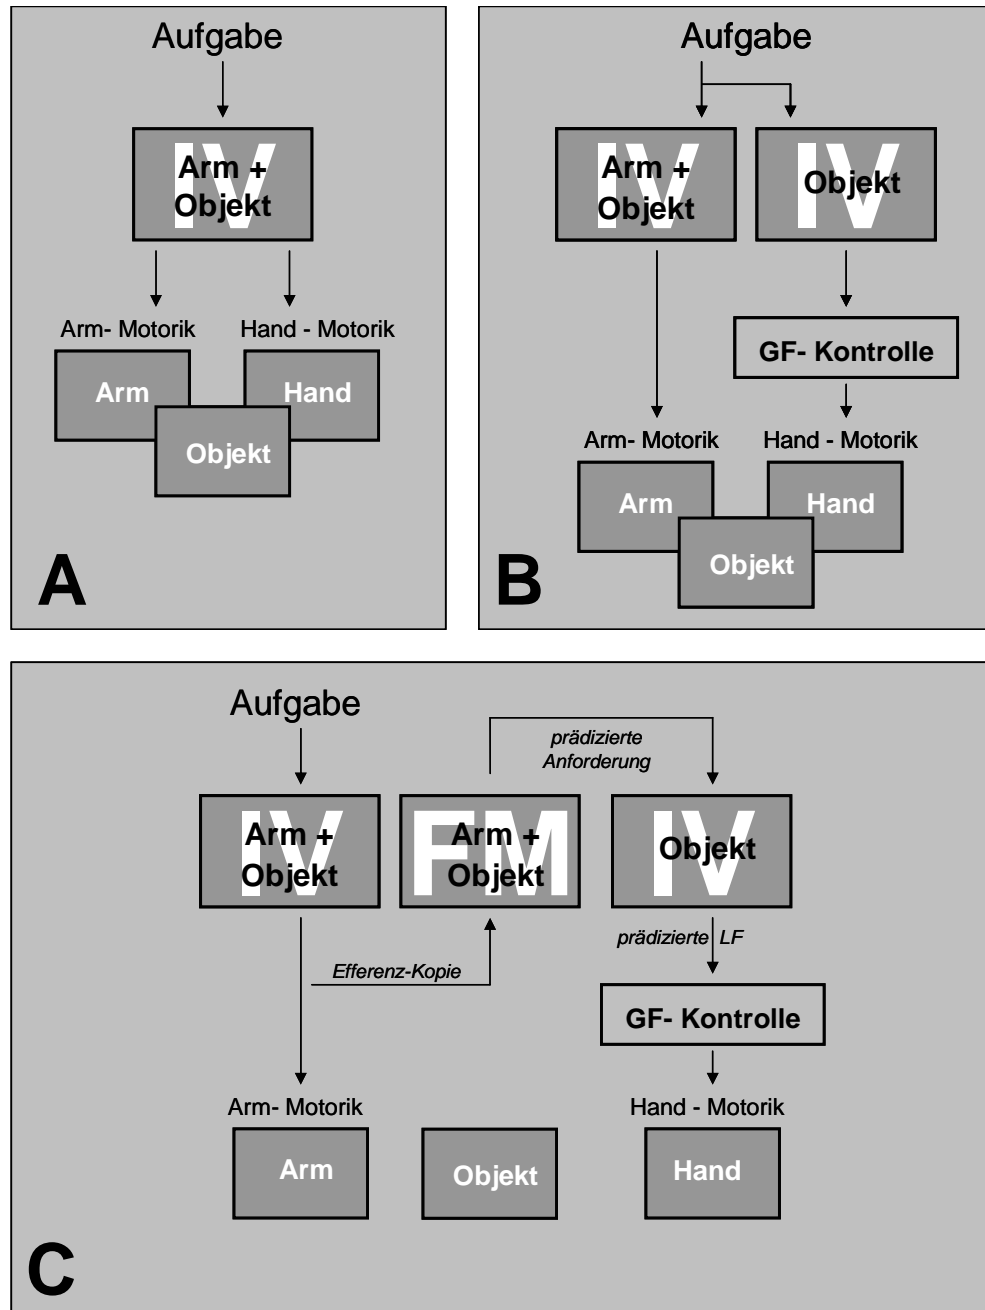 Aufgabe
IV
Arm +
Objekt
Arm- Motorik
Hand - Motorik
Arm
Hand
Objekt
A
Aufgabe
IV
Arm +
Objekt
IV
Objekt
GF- Kontrolle
Arm- Motorik
Hand - Motorik
Arm
Hand
Objekt
B
Aufgabe
prädizierte
Anforderung
IV
Arm +
Objekt
FM
Arm +
Objekt
IV
Objekt
prädizierte LF
Efferenz-Kopie
GF- Kontrolle
Arm- Motorik
Hand - Motorik
Arm
Objekt
Hand
C